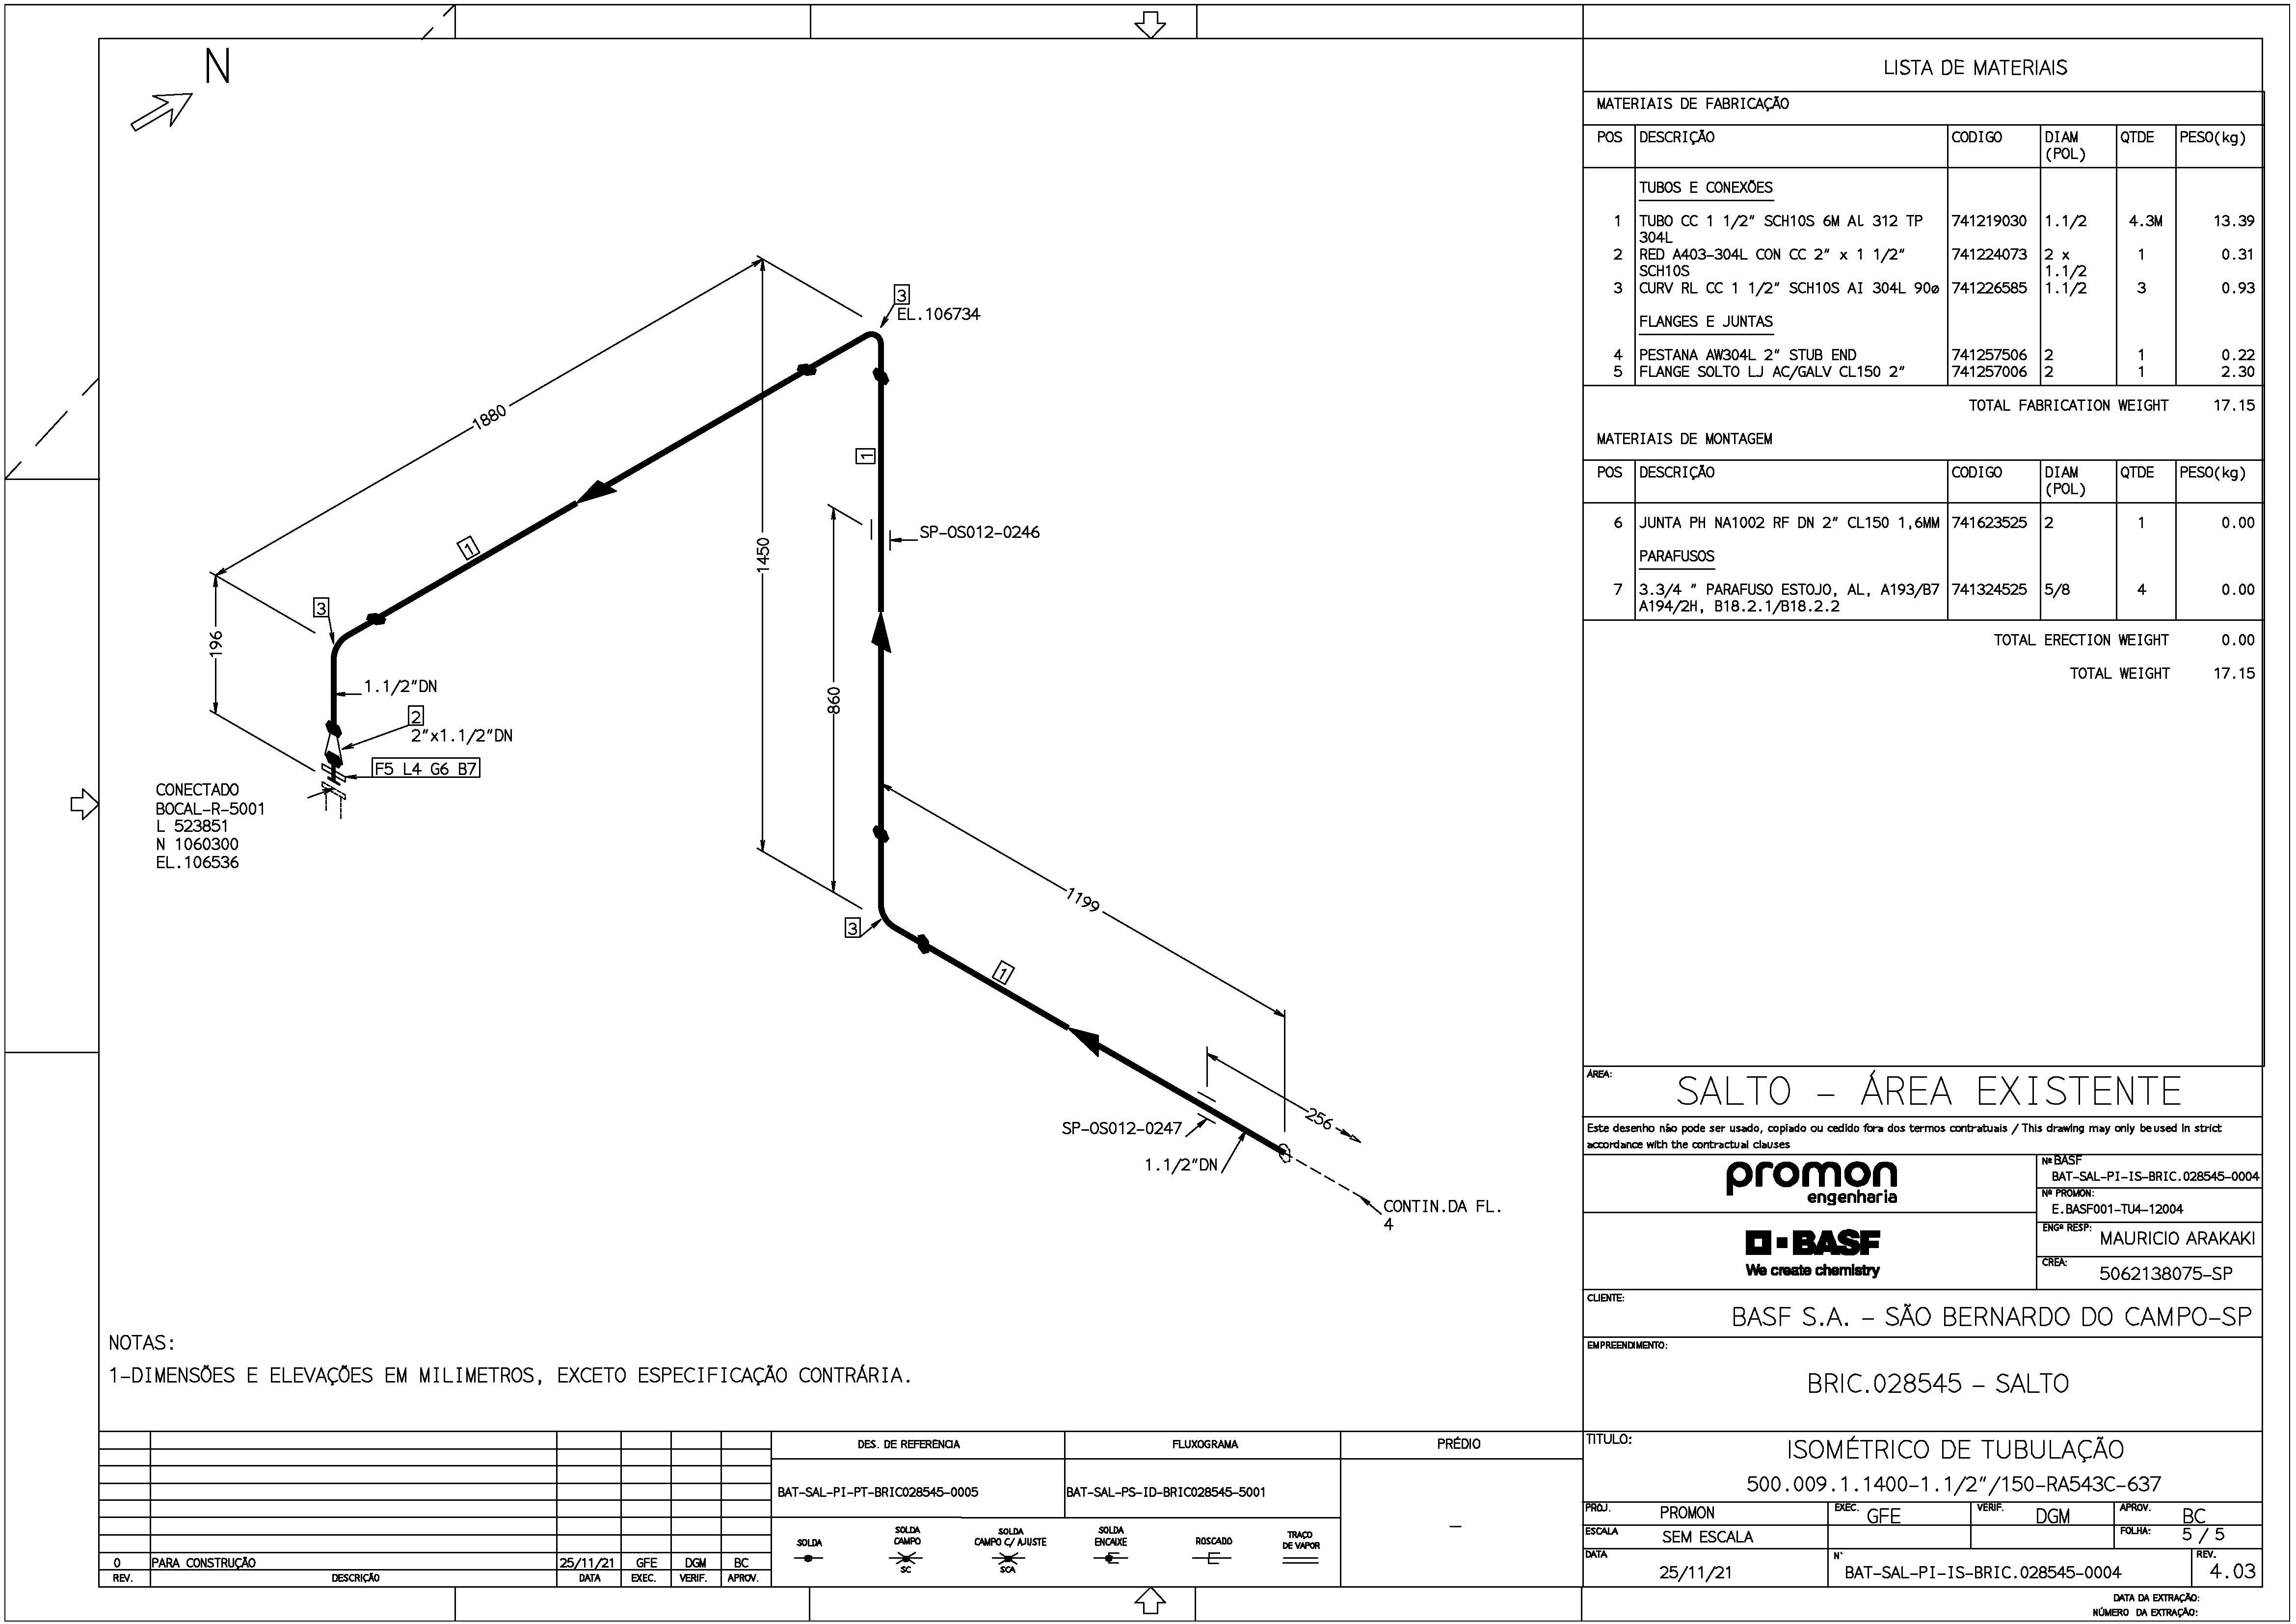 N
3
EL.106734
1880
1
SP-OS012-0246
1
1450
3
196
860
1.1/2"DN
2
2"x1.1/2"DN
F5 L4 G6 B7
CONECTADO
BOCAL-R-5001
L 523851
N 1060300
EL.106536
1199
3
1
256
SP-OS012-0247
1.1/2"DN
CONTIN.DA FL.
4
NOTAS:
1-DIMENSÕES E ELEVAÇÕES EM MILIMETROS, EXCETO ESPECIFICAÇÃO CONTRÁRIA.
LISTA DE MATERIAIS
MATERIAIS DE FABRICAÇÃO
POS DESCRIÇÃO CODIGO DIAM QTDE PESO(kg)
(POL)
TUBOS E CONEXÕES
1 TUBO CC 1 1/2" SCH10S 6M Al 312 TP 741219030 1.1/2 4.3M 13.39
304L
2 RED A403-304L CON CC 2" x 1 1/2" 741224073 2 x 1 0.31
SCH10S 1.1/2
3 CURV RL CC 1 1/2" SCH10S AI 304L 90ø 741226585 1.1/2 3 0.93
FLANGES E JUNTAS
4 PESTANA AW304L 2" STUB END 741257506 2 1 0.22
5 FLANGE SOLTO LJ AC/GALV CL150 2" 741257006 2 1 2.30
TOTAL FABRICATION WEIGHT 17.15
MATERIAIS DE MONTAGEM
POS DESCRIÇÃO CODIGO DIAM QTDE PESO(kg)
(POL)
6 JUNTA PH NA1002 RF DN 2" CL150 1,6MM 741623525 2 1 0.00
PARAFUSOS
7 3.3/4 " PARAFUSO ESTOJO, AL, A193/B7 741324525 5/8 4 0.00
A194/2H, B18.2.1/B18.2.2
TOTAL ERECTION WEIGHT 0.00
TOTAL WEIGHT 17.15
ÁREA:
SALTO - ÁREA EXISTENTE
Este desenho não pode ser usado, copiado ou cedido fora dos termos contratuais / This drawing may only be used in strict
accordance with the contractual clauses
promon
engenharia
Nº BASF
BAT-SAL-PI-IS-BRIC.028545-0004
Nº PROMON:
E.BASF001-TU4-12004
BASF
We create chemistry
ENGº RESP:
MAURICIO ARAKAKI
CREA:
5062138075-SP
CLIENTE:
BASF S.A. - SÃO BERNARDO DO CAMPO-SP
EMPREENDIMENTO:
BRIC.028545 - SALTO
TITULO:
ISOMÉTRICO DE TUBULAÇÃO
500.009.1.1400-1.1/2"/150-RA543C-637
PROJ. PROMON EXEC. GFE VERIF. DGM APROV. BC
ESCALA SEM ESCALA FOLHA: 5 / 5
DATA 25/11/21 N° BAT-SAL-PI-IS-BRIC.028545-0004 REV. 4.03
DATA DA EXTRAÇÃO:
NÚMERO DA EXTRAÇÃO:
DES. DE REFERÊNCIA FLUXOGRAMA PRÉDIO
BAT-SAL-PI-PT-BRIC028545-0005 BAT-SAL-PS-ID-BRIC028545-5001 -
SOLDA
SOLDA
CAMPO
SC
SOLDA
CAMPO C/ AJUSTE
SCA
SOLDA
ENCAIXE
ROSCADO
TRAÇO
DE VAPOR
0 PARA CONSTRUÇÃO 25/11/21 GFE DGM BC
REV. DESCRIÇÃO DATA EXEC. VERIF. APROV.